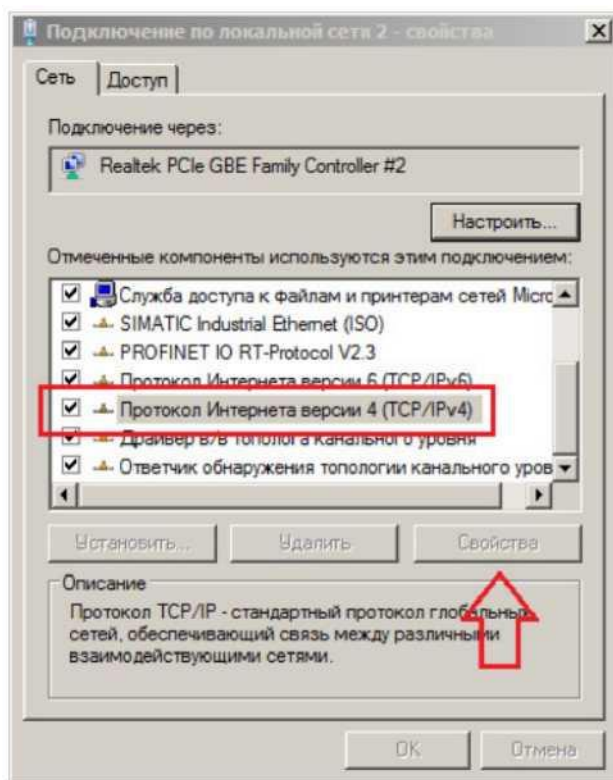 Подключение по локальной сети 2 - свойства
Сеть
Доступ
Подключение через:
Realtek PCIe GBE Family Controller #2
Настроить...
Отмеченные компоненты используются этим подключением:
Служба доступа к файлам и принтерам сетей Micro
SIMATIC Industrial Ethernet (ISO)
PROFINET IO RT-Protocol V2.3
Протокол Интернета версии 6 (TCP/IPv6)
Протокол Интернета версии 4 (TCP/IPv4)
Драйвер в/в тополога канального уровня
Ответчик обнаружения топологии канального уров
Установить...
Удалить
Свойства
Описание
Протокол TCP/IP - стандартный протокол глобальных
сетей, обеспечивающий связь между различными
взаимодействующими сетями.
OK
Отмена